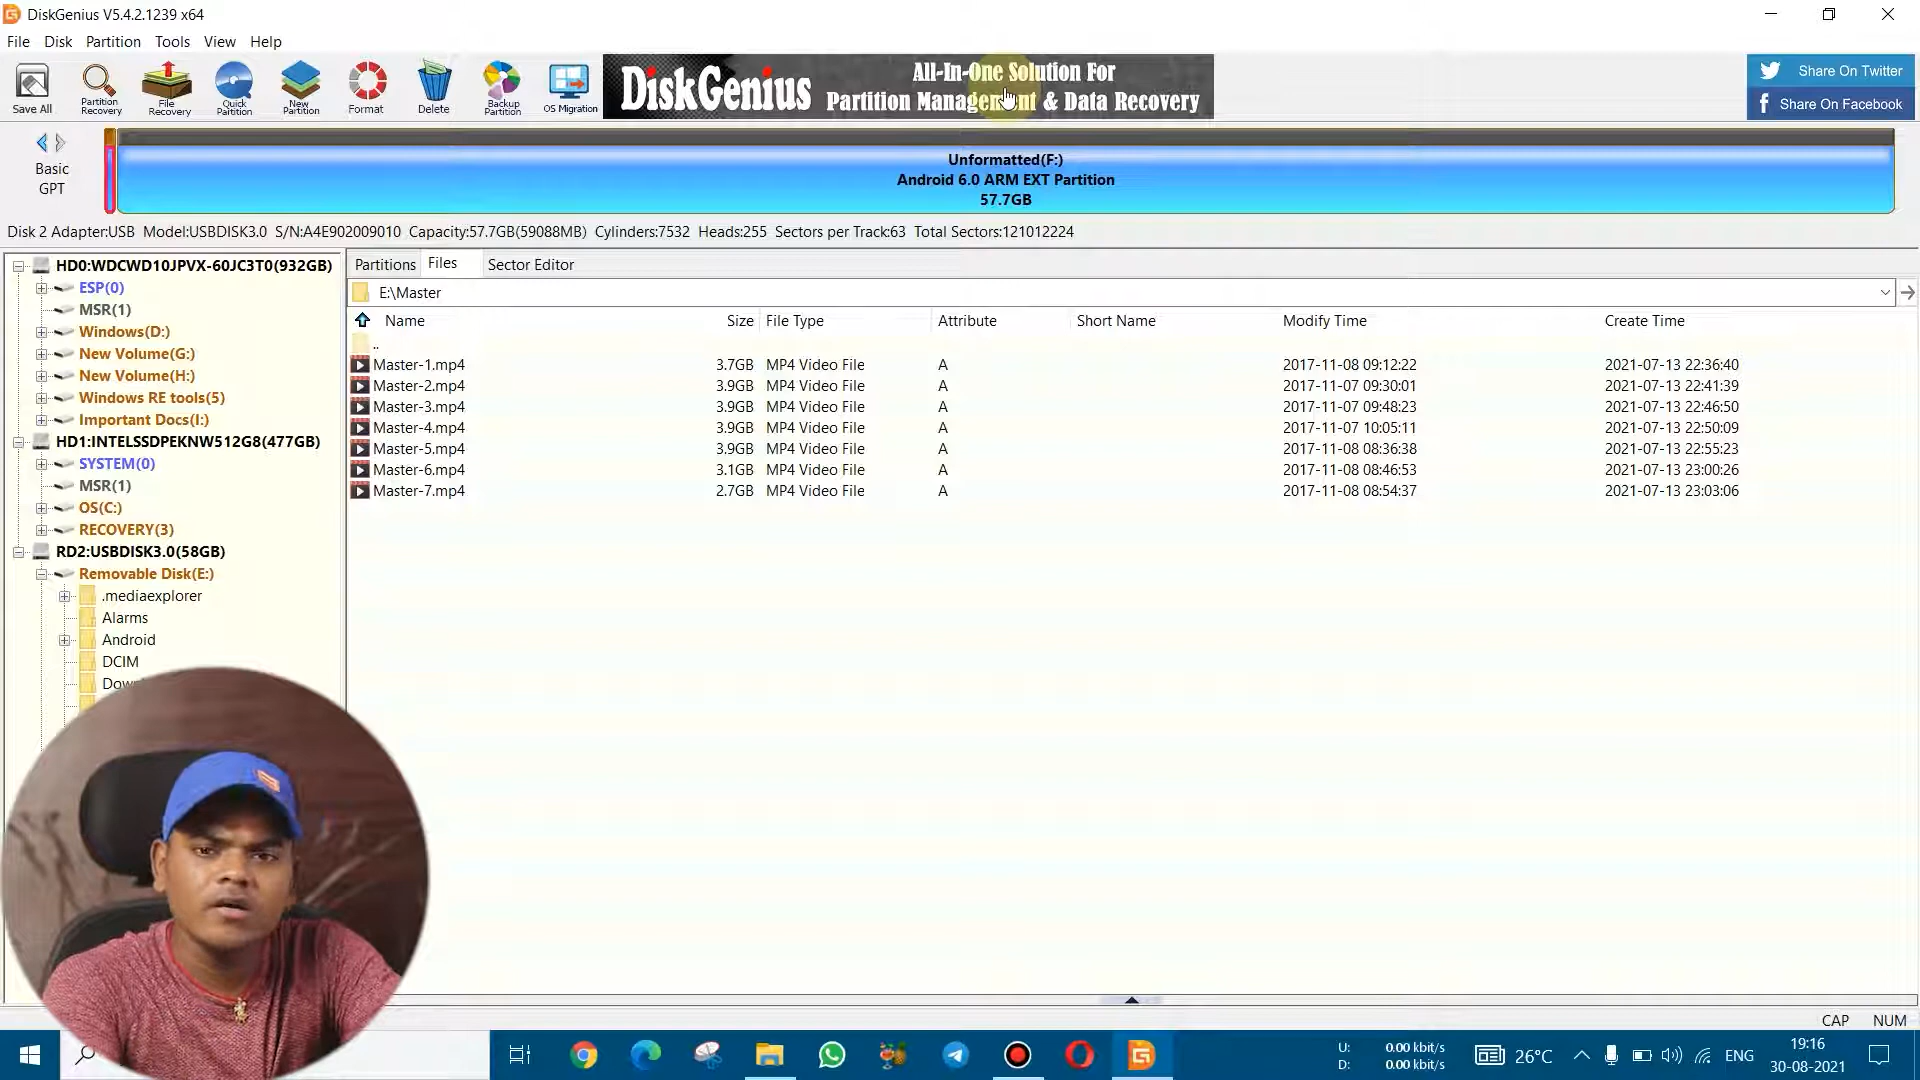 DiskGenius V5.4.2.1239 x64
File Disk Partition Tools View Help
Save All
Partition Recovery
File Recovery
Quick Partition
New Partition
Format
Delete
Backup Partition
OS Migration
DiskGenius
All-In-One Solution For
Partition Management & Data Recovery
Share On Twitter
Share On Facebook
Basic
GPT
Unformatted(F:)
Android 6.0 ARM EXT Partition
57.7GB
Disk 2 Adapter:USB Model:USBDISK3.0 S/N:A4E902009010 Capacity:57.7GB(59088MB) Cylinders:7532 Heads:255 Sectors per Track:63 Total Sectors:121012224
HD0:WDCWD10JPVX-60JC3T0(932GB)
ESP(0)
MSR(1)
Windows(D:)
New Volume(G:)
New Volume(H:)
Windows RE tools(5)
Important Docs(I:)
HD1:INTELSSDPEKNW512G8(477GB)
SYSTEM(0)
MSR(1)
OS(C:)
RECOVERY(3)
RD2:USBDISK3.0(58GB)
Removable Disk(E:)
.mediaexplorer
Alarms
Android
DCIM
Partitions Files Sector Editor
E:\Master
Name Size File Type Attribute Short Name Modify Time Create Time
..
Master-1.mp4 3.7GB MP4 Video File A 2017-11-08 09:12:22 2021-07-13 22:36:40
Master-2.mp4 3.9GB MP4 Video File A 2017-11-07 09:30:01 2021-07-13 22:41:39
Master-3.mp4 3.9GB MP4 Video File A 2017-11-07 09:48:23 2021-07-13 22:46:50
Master-4.mp4 3.9GB MP4 Video File A 2017-11-07 10:05:11 2021-07-13 22:50:09
Master-5.mp4 3.9GB MP4 Video File A 2017-11-08 08:36:38 2021-07-13 22:55:23
Master-6.mp4 3.1GB MP4 Video File A 2017-11-08 08:46:53 2021-07-13 23:00:26
Master-7.mp4 2.7GB MP4 Video File A 2017-11-08 08:54:37 2021-07-13 23:03:06
CAP NUM
U: 0.00 kbit/s
D: 0.00 kbit/s
26°C
ENG
19:16
30-08-2021